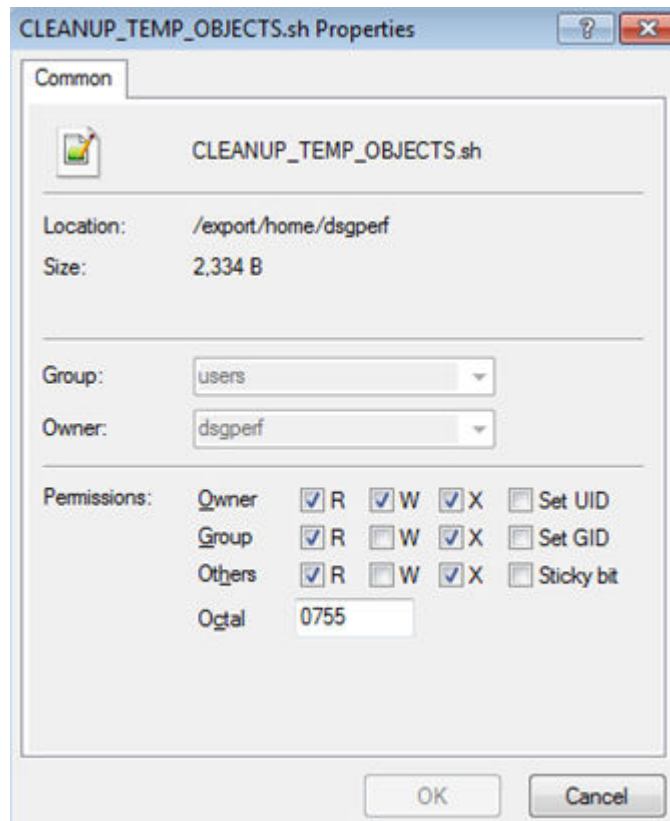 CLEANUP_TEMP_OBJECTS.sh Properties
Common
CLEANUP_TEMP_OBJECTS.sh
Location: /export/home/dsgperf
Size: 2,334 B
Group: users
Owner: dsgperf
Permissions: Owner R W X Set UID
Group R W X Set GID
Others R W X Sticky bit
Octal 0755
OK Cancel